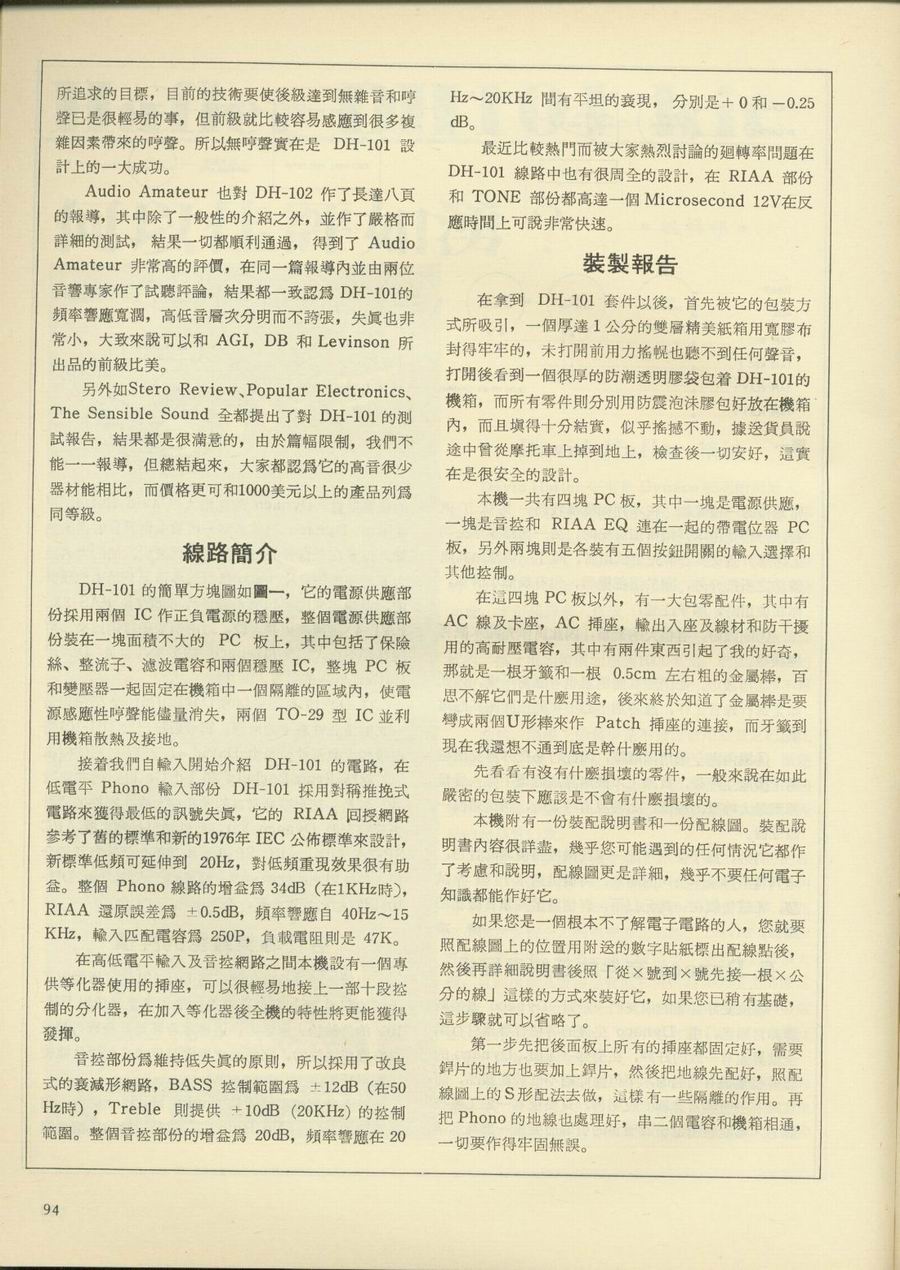 所追求的目標，目前的技術要使後級達到無雜音和哼
聲已是很輕易的事，但前級就比較容易感應到很多複
雜因素帶來的哼聲。所以無哼聲實在是 DH-101 設
計上的一大成功。
Audio Amateur 也對 DH-102 作了長達八頁
的報導，其中除了一般性的介紹之外，並作了嚴格而
詳細的測試，結果一切都順利通過，得到了 Audio
Amateur 非常高的評價，在同一篇報導內並由兩位
音響專家作了試聽評論，結果都一致認爲 DH-101的
頻率響應寬濶，高低音層次分明而不誇張，失眞也非
常小，大致來說可以和 AGI，DB 和 Levinson 所
出品的前級比美。
另外如Stero Review、Popular Electronics、
The Sensible Sound 全都提出了對 DH-101 的測
試報告，結果都是很滿意的，由於篇幅限制，我們不
能一一報導，但總結起來，大家都認爲它的高音很少
器材能相比，而價格更可和1000美元以上的產品列爲
同等級。
線路簡介
DH-101 的簡單方塊圖如圖一，它的電源供應部
份採用兩個 IC 作正負電源的穩壓，整個電源供應部
份裝在一塊面積不大的 PC 板上，其中包括了保險
絲、整流子、濾波電容和兩個穩壓 IC，整塊 PC 板
和變壓器一起固定在機箱中一個隔離的區域內，使電
源感應性哼聲能儘量消失，兩個 TO-29 型 IC 並利
用機箱散熱及接地。
接着我們自輸入開始介紹 DH-101 的電路，在
低電平 Phono 輸入部份 DH-101 採用對稱推挽式
電路來獲得最低的訊號失眞，它的 RIAA 回授網路
參考了舊的標準和新的1976年 IEC 公佈標準來設計，
新標準低頻可延伸到 20Hz，對低頻重現效果很有助
益。整個 Phono 線路的增益爲 34dB（在1KHz時），
RIAA 還原誤差爲 ±0.5dB，頻率響應自 40Hz～15
KHz，輸入匹配電容爲 250P，負載電阻則是 47K。
在高低電平輸入及音控網路之間本機設有一個專
供等化器使用的挿座，可以很輕易地接上一部十段控
制的分化器，在加入等化器後全機的特性將更能獲得
發揮。
音控部份爲維持低失眞的原則，所以採用了改良
式的衰減形網路，BASS 控制範圍爲 ±12dB（在50
Hz時），Treble 則提供 ±10dB（20KHz）的控制
範圍。整個音控部份的增益爲 20dB，頻率響應在 20
Hz～20KHz 間有平坦的表現，分別是＋0 和 －0.25
dB。
最近比較熱門而被大家熱烈討論的廻轉率問題在
DH-101 線路中也有很周全的設計，在 RIAA 部份
和 TONE 部份都高達一個 Microsecond 12V在反
應時間上可說非常快速。
裝製報告
在拿到 DH-101 套件以後，首先被它的包裝方
式所吸引，一個厚達1公分的雙層精美紙箱用寬膠布
封得牢牢的，未打開前用力搖幌也聽不到任何聲音，
打開後看到一個很厚的防潮透明膠袋包着 DH-101的
機箱，而所有零件則分別用防震泡沬膠包好放在機箱
內，而且塡得十分結實，似乎搖撼不動，據送貨員說
途中曾從摩托車上掉到地上，檢查後一切安好，這實
在是很安全的設計。
本機一共有四塊 PC 板，其中一塊是電源供應，
一塊是音控和 RIAA EQ 連在一起的帶電位器 PC
板，另外兩塊則是各裝有五個按鈕開關的輸入選擇和
其他控制。
在這四塊 PC 板以外，有一大包零配件，其中有
AC 線及卡座，AC 挿座，輸出入座及線材和防干擾
用的高耐壓電容，其中有兩件東西引起了我的好奇，
那就是一根牙籤和一根 0.5cm 左右粗的金屬棒，百
思不解它們是什麼用途，後來終於知道了金屬棒是要
彎成兩個U形棒來作 Patch 挿座的連接，而牙籤到
現在我還想不通到底是幹什麼用的。
先看看有沒有什麼損壞的零件，一般來說在如此
嚴密的包裝下應該是不會有什麼損壞的。
本機附有一份裝配說明書和一份配線圖。裝配說
明書內容很詳盡，幾乎您可能遇到的任何情況它都作
了考慮和說明，配線圖更是詳細，幾乎不要任何電子
知識都能作好它。
如果您是一個根本不了解電子電路的人，您就要
照配線圖上的位置用附送的數字貼紙標出配線點後，
然後再詳細說明書後照「從×號到×號先接一根×公
分的線」這樣的方式來裝好它，如果您已稍有基礎，
這步驟就可以省略了。
第一步先把後面板上所有的挿座都固定好，需要
銲片的地方也要加上銲片，然後把地線先配好，照配
線圖上的S形配法去做，這樣有一些隔離的作用。再
把 Phono 的地線也處理好，串二個電容和機箱相通，
一切要作得牢固無誤。
94